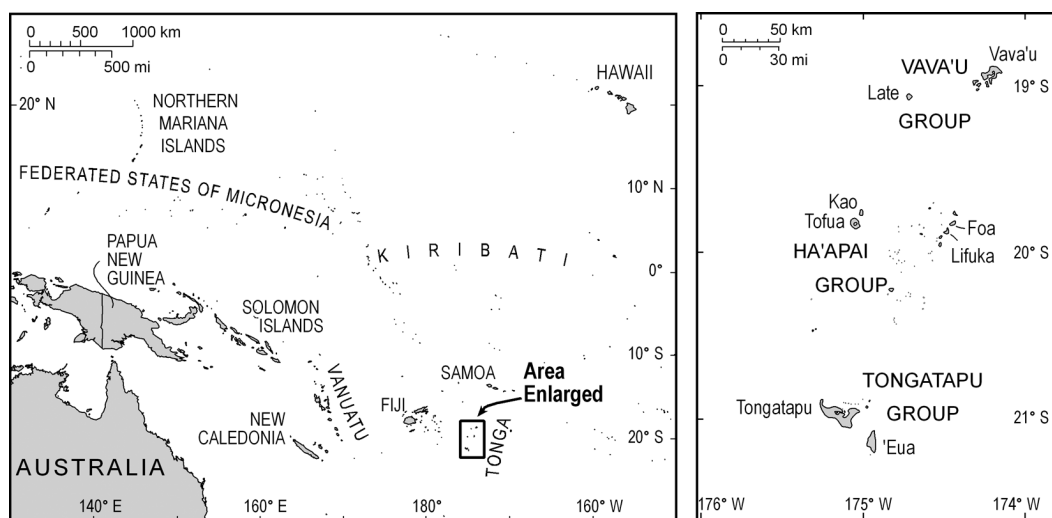 0 500 1000 km
0 500 mi
HAWAII
20° N
NORTHERN
MARIANA
ISLANDS
FEDERATED STATES OF MICRONESIA
10° N
PAPUA
NEW
GUINEA
KIRIBATI
0°
SOLOMON
ISLANDS
10° S
SAMOA
Area
Enlarged
VANUATU
FIJI
NEW
CALEDONIA
TONGA
20° S
AUSTRALIA
140° E
160° E
180°
160° W
0 50 km
0 30 mi
Vava'u
VAVA'U
19° S
Late
GROUP
Kao
Tofua
Foa
HA'APAI
Lifuka
20° S
GROUP
TONGATAPU
Tongatapu
GROUP
21° S
'Eua
176° W
175° W
174° W